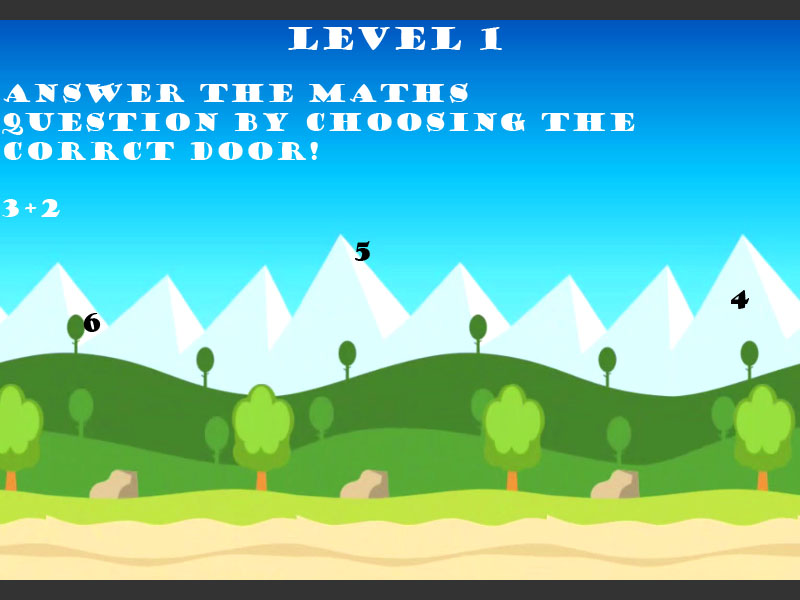 LEVEL 1
ANSWER THE MATHS
QUESTION BY CHOOSING THE
CORRCT DOOR!
3+2
5
4
6